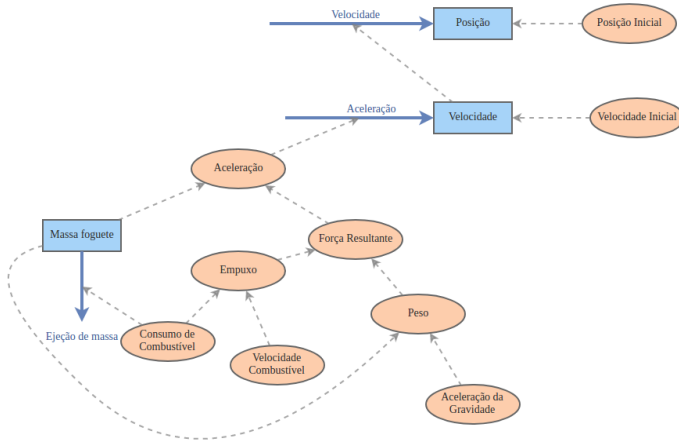 Velocidade
Posição
Posição Inicial
Aceleração
Velocidade
Velocidade Inicial
Aceleração
Massa foguete
Força Resultante
Empuxo
Peso
Ejeção de massa
Consumo de
Combustível
Velocidade
Combustível
Aceleração da
Gravidade